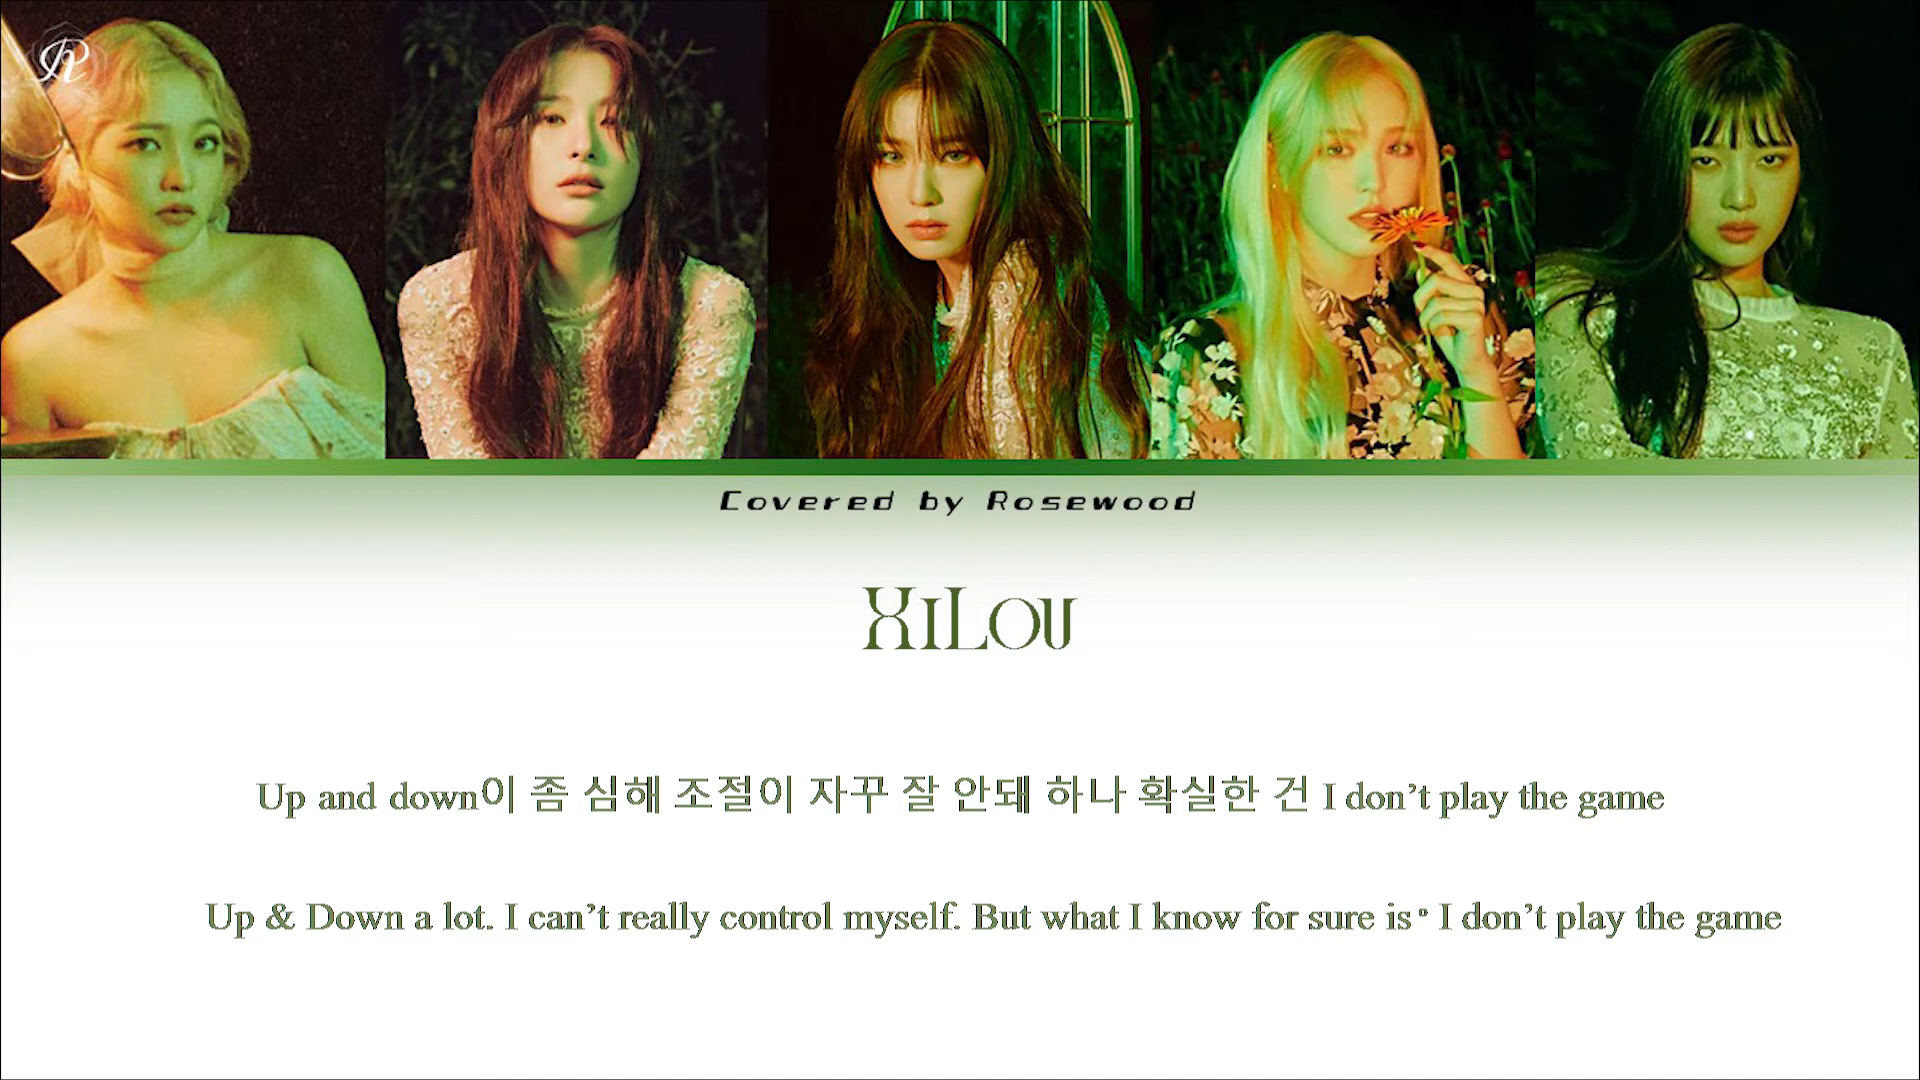 R
Covered by Rosewood
XiLou
Up and down이 좀 심해 조절이 자꾸 잘 안돼 하나 확실한 건 I don’t play the game
Up & Down a lot. I can’t really control myself. But what I know for sure is° I don’t play the game